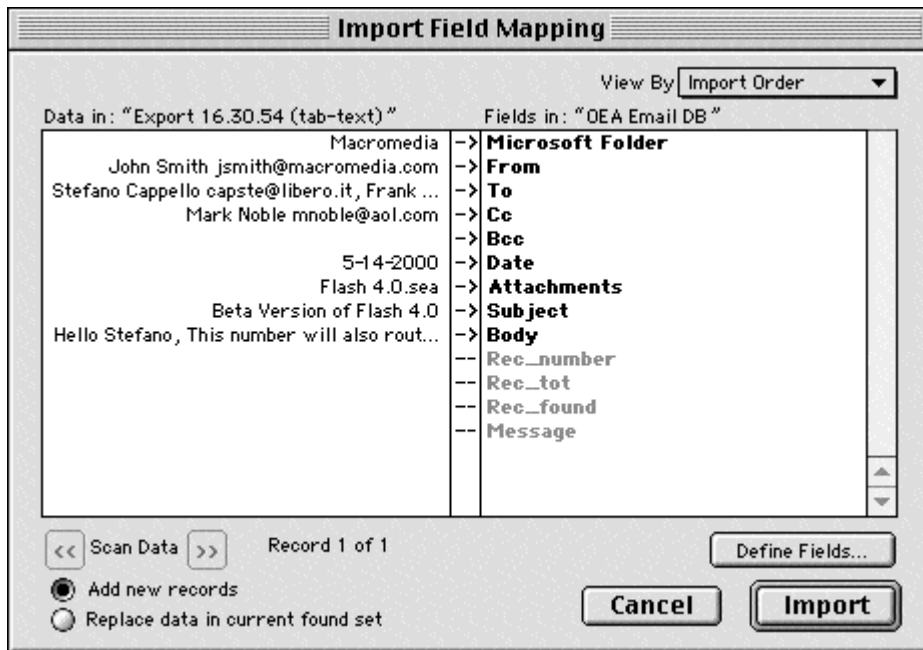 Import Field Mapping
View By Import Order
Data in: "Export 16.30.54 (tab-text)" Fields in: "OEA Email DB"
Macromedia -> Microsoft Folder
John Smith jsmith@macromedia.com -> From
Stefano Cappello capste@libero.it, Frank ... -> To
Mark Noble mnoble@aol.com -> Cc
-> Bcc
5-14-2000 -> Date
Flash 4.0.sea -> Attachments
Beta Version of Flash 4.0 -> Subject
Hello Stefano, This number will also rout... -> Body
-- Rec_number
-- Rec_tot
-- Rec_found
-- Message
<< Scan Data >> Record 1 of 1 Define Fields...
Add new records
Replace data in current found set
Cancel Import